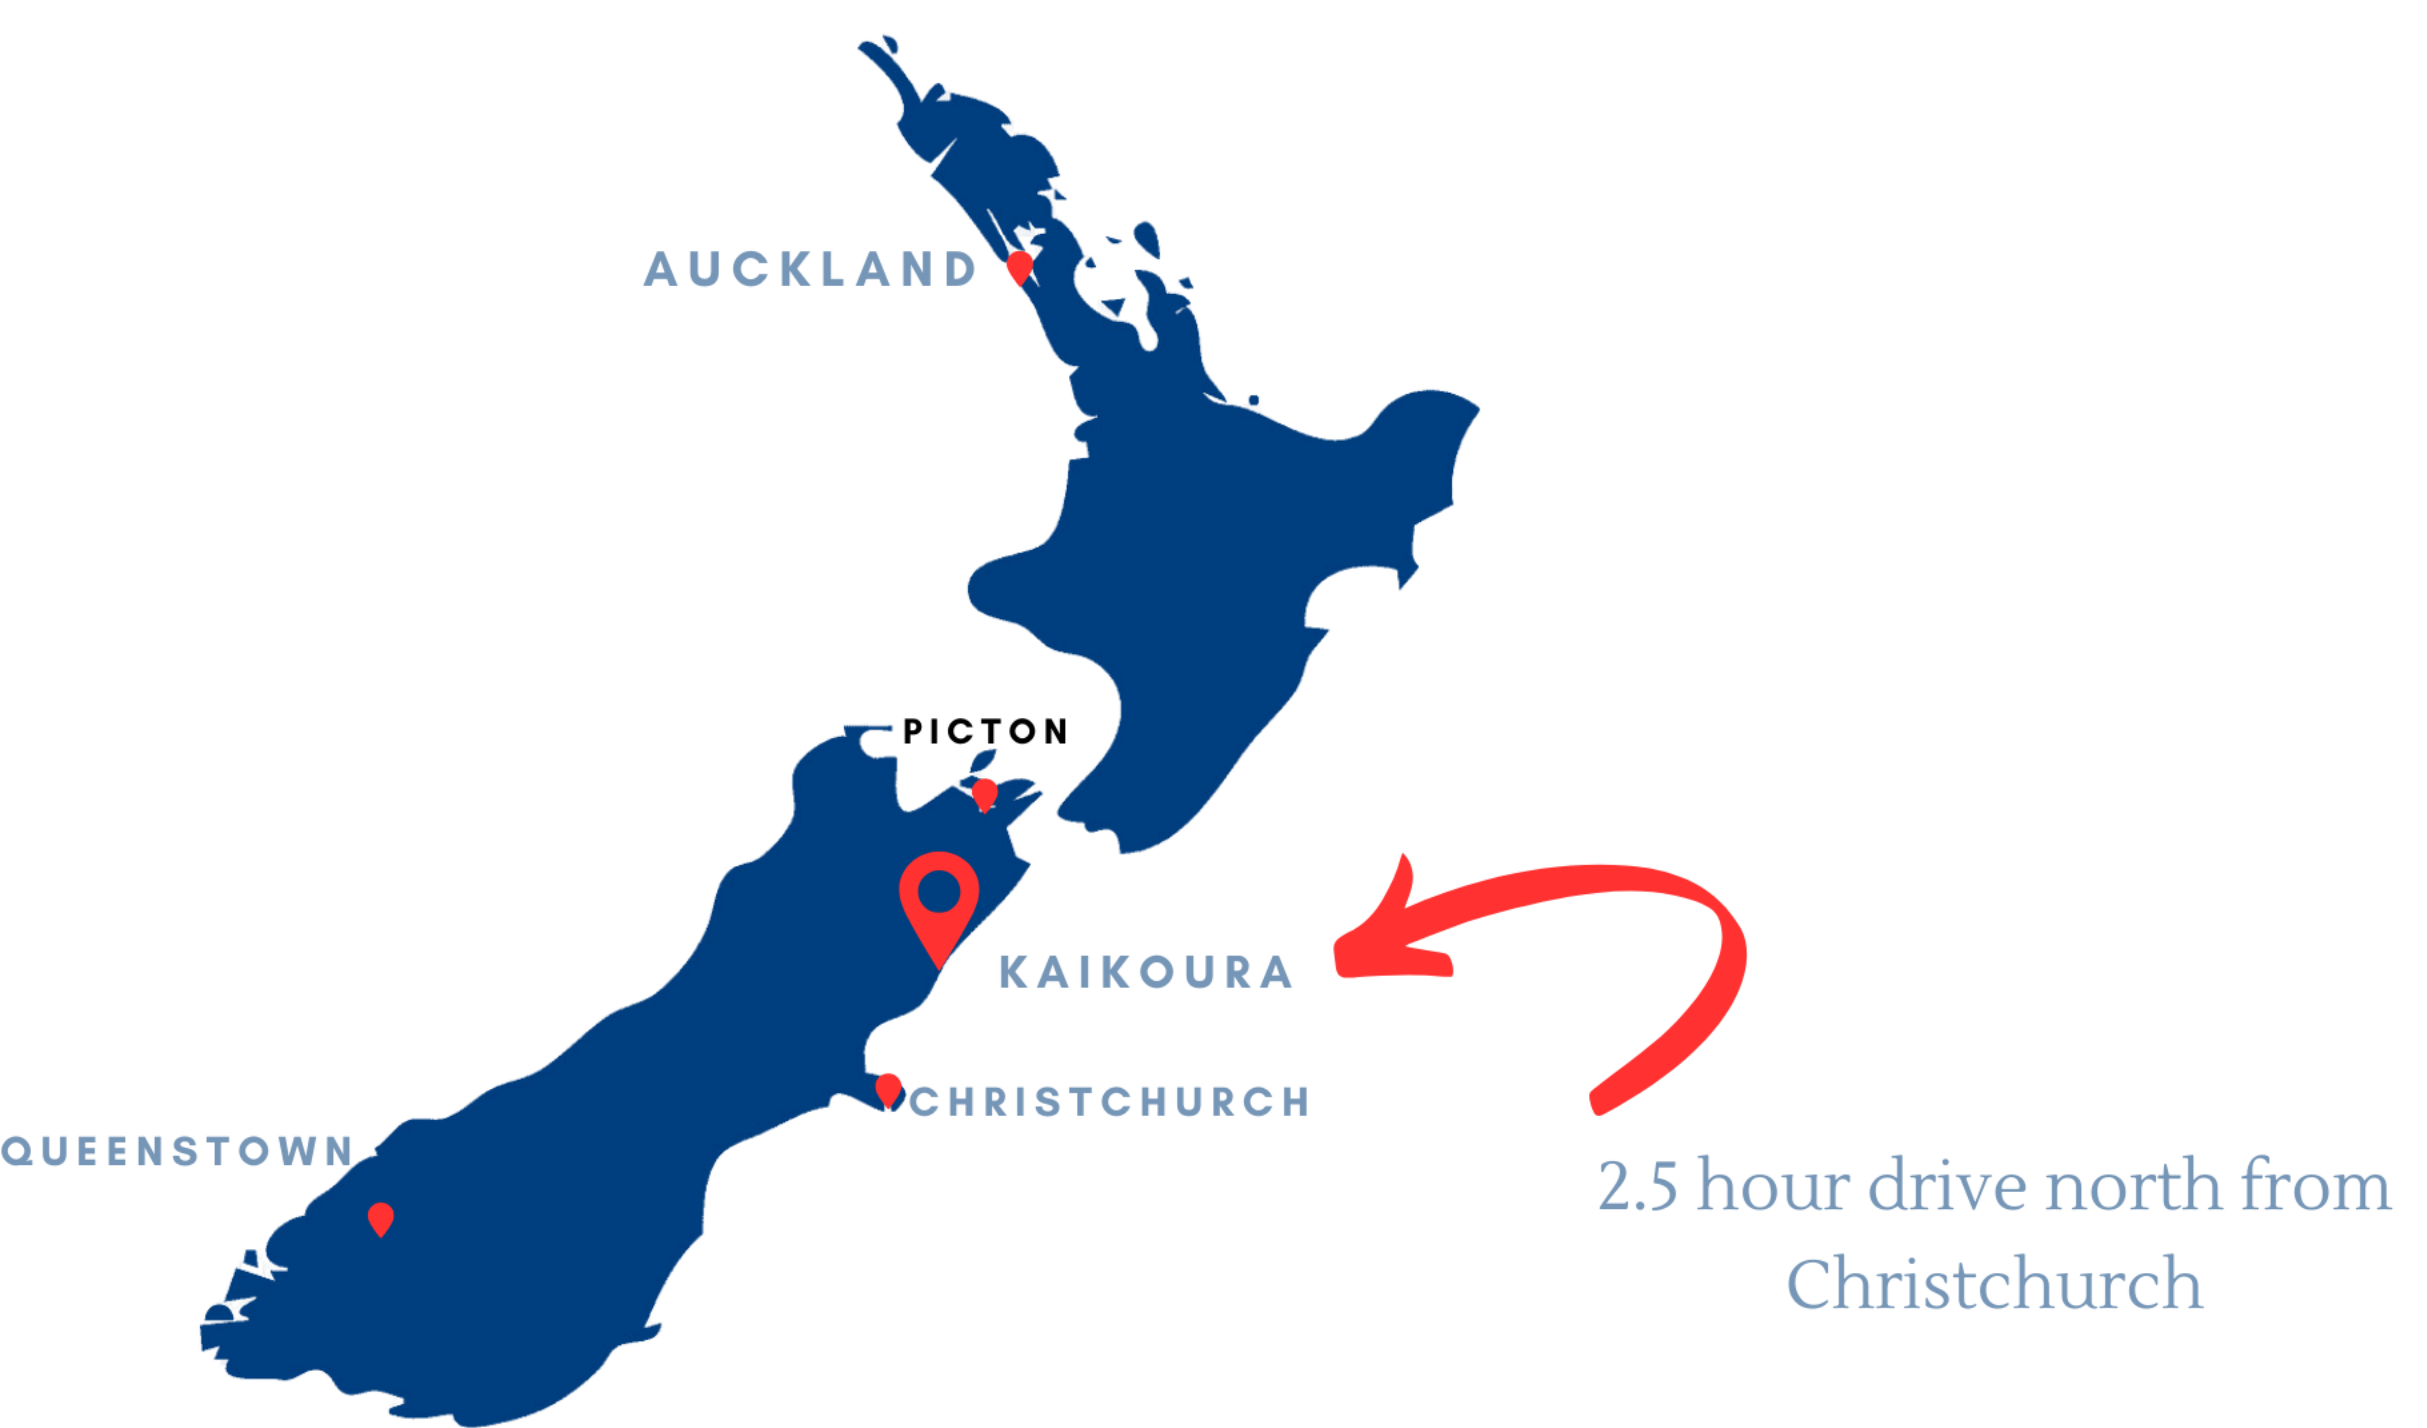 AUCKLAND
PICTON
KAIKOURA
CHRISTCHURCH
QUEENSTOWN
2.5 hour drive north from
Christchurch